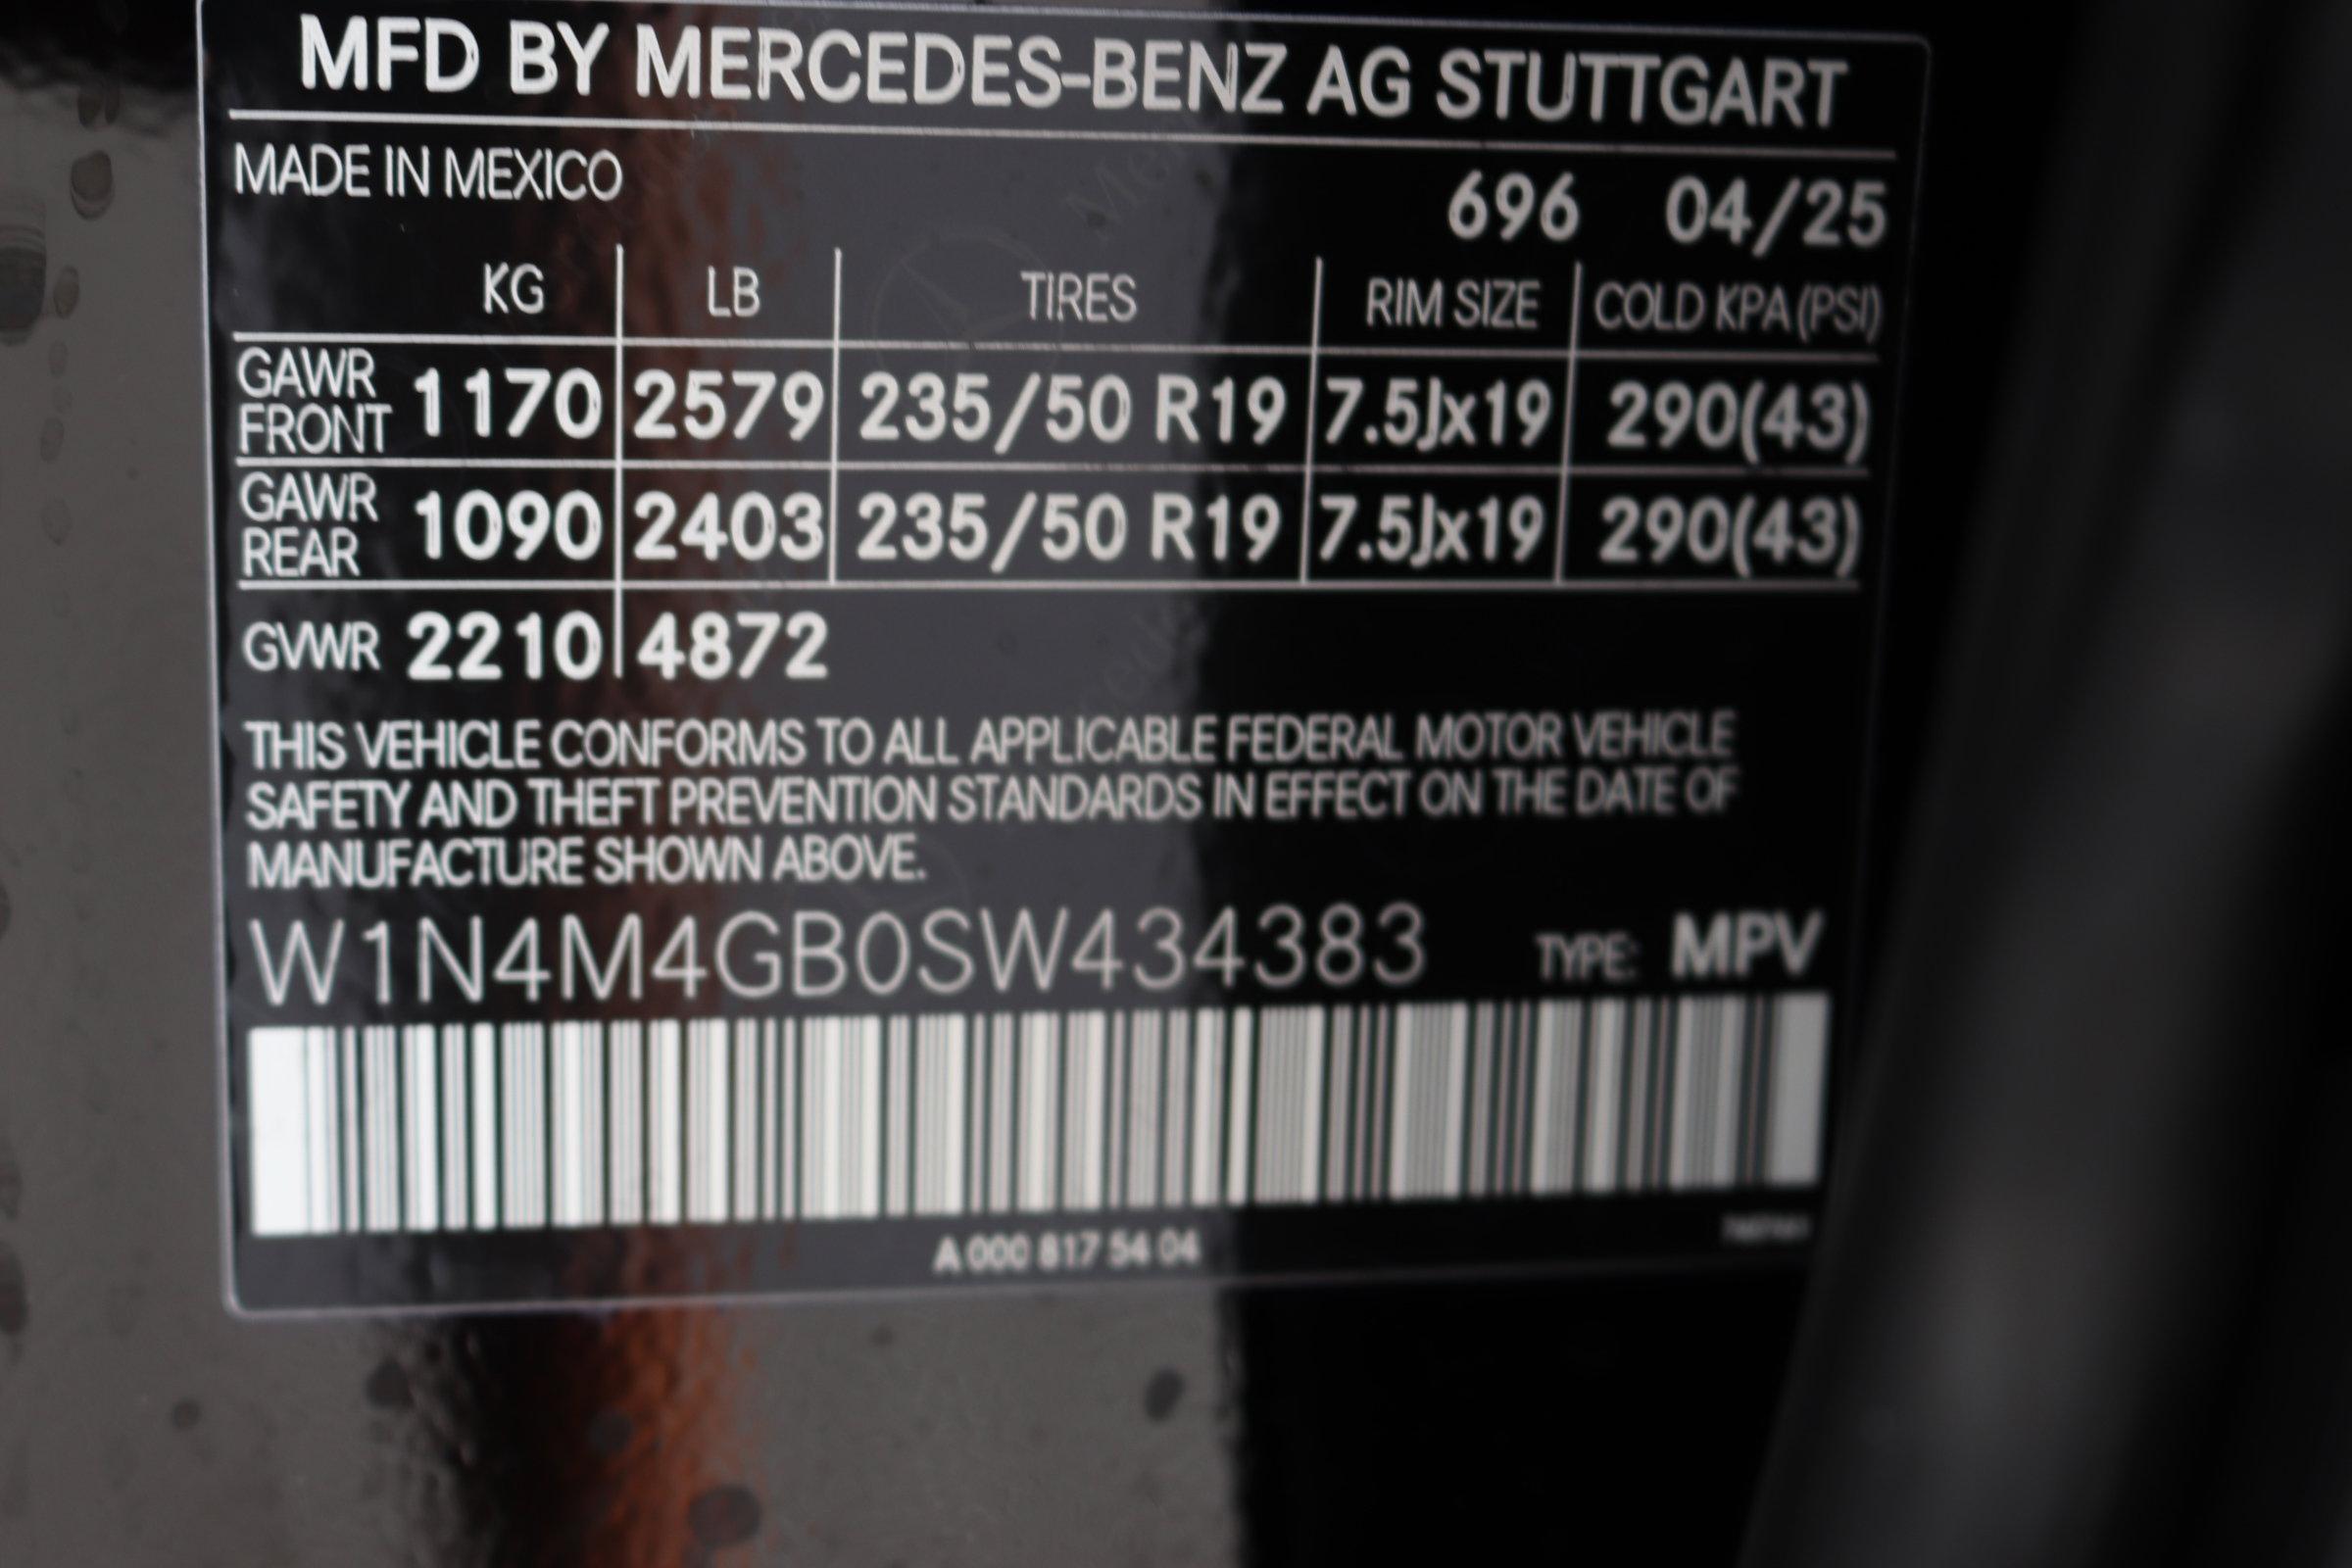 MFD BY MERCEDES-BENZ AG STUTTGART
MADE IN MEXICO 696 04/25
KG LB TIRES RIM SIZE COLD KPA(PSI)
GAWR FRONT 1170 2579 235/50 R19 7.5Jx19 290(43)
GAWR REAR 1090 2403 235/50 R19 7.5Jx19 290(43)
GVWR 2210 4872
THIS VEHICLE CONFORMS TO ALL APPLICABLE FEDERAL MOTOR VEHICLE
SAFETY AND THEFT PREVENTION STANDARDS IN EFFECT ON THE DATE OF
MANUFACTURE SHOWN ABOVE.
W1N4M4GB0SW434383 TYPE: MPV
A 000 817 54 04